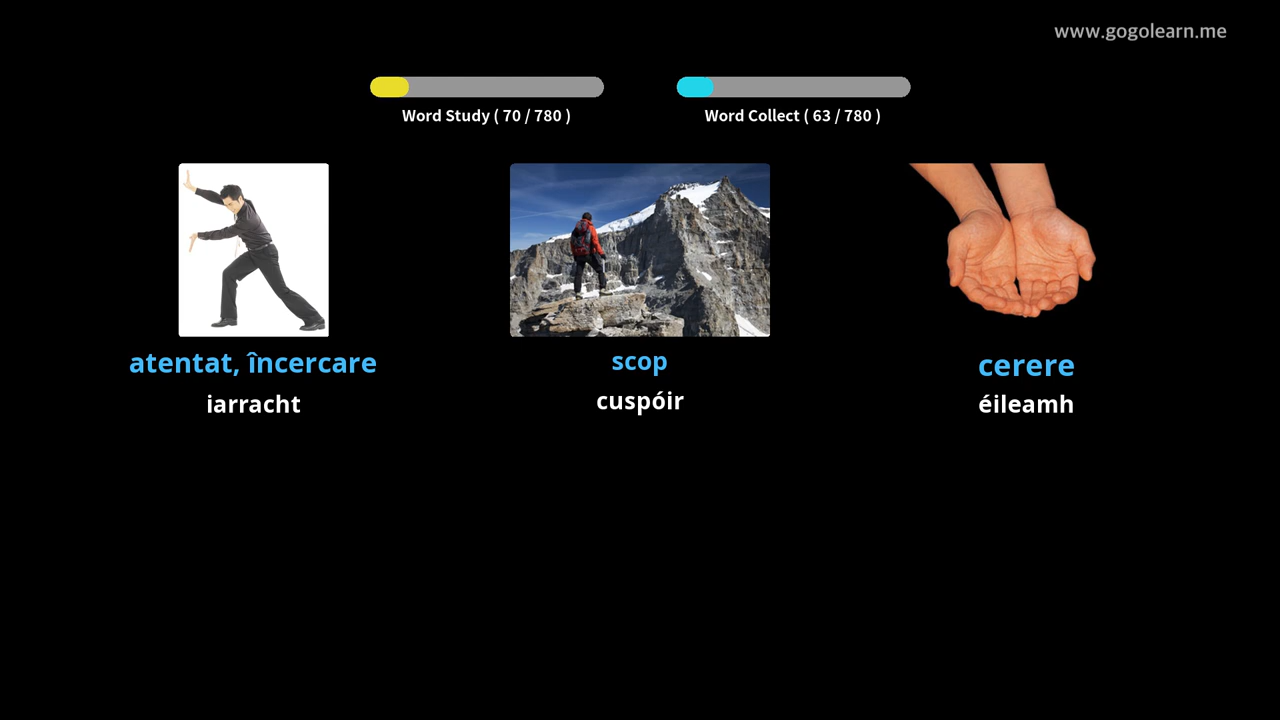 www.gogolearn.me
Word Study ( 70 / 780 )
Word Collect ( 63 / 780 )
atentat, încercare
iarracht
scop
cuspóir
cerere
éileamh